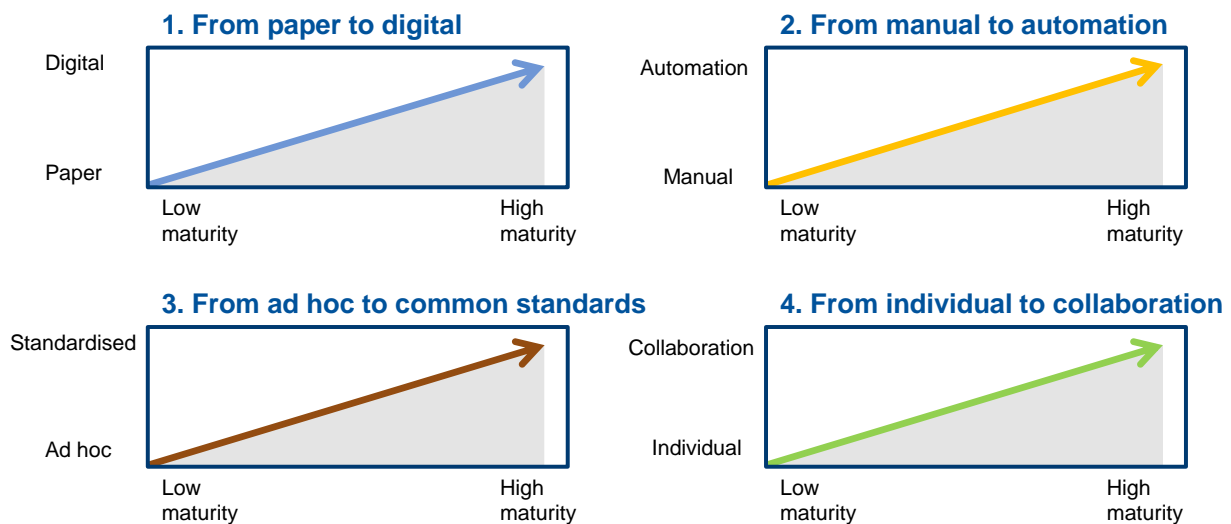 1. From paper to digital
Digital
Paper
Low
maturity
High
maturity
2. From manual to automation
Automation
Manual
Low
maturity
High
maturity
3. From ad hoc to common standards
Standardised
Ad hoc
Low
maturity
High
maturity
4. From individual to collaboration
Collaboration
Individual
Low
maturity
High
maturity